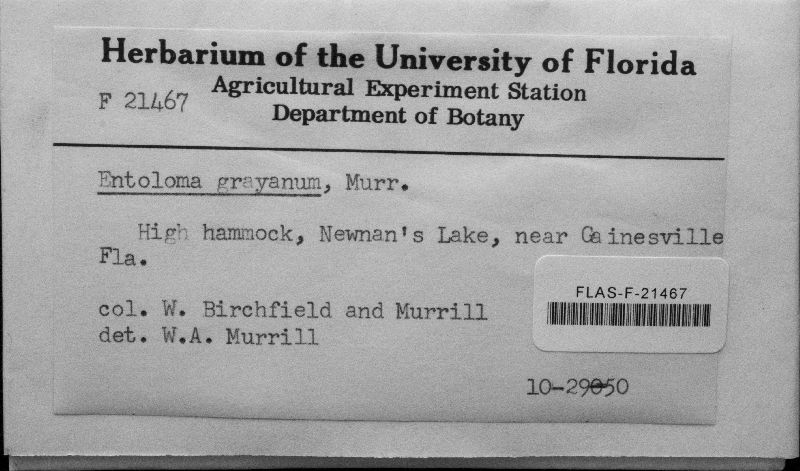 Herbarium of the University of Florida
Agricultural Experiment Station
F 21467
Department of Botany
Entoloma grayanum, Murr.
High hammock, Newnan's Lake, near Gainesville
Fla.
FLAS-F-21467
col. W. Birchfield and Murrill
det. W.A. Murrill
10-29-50